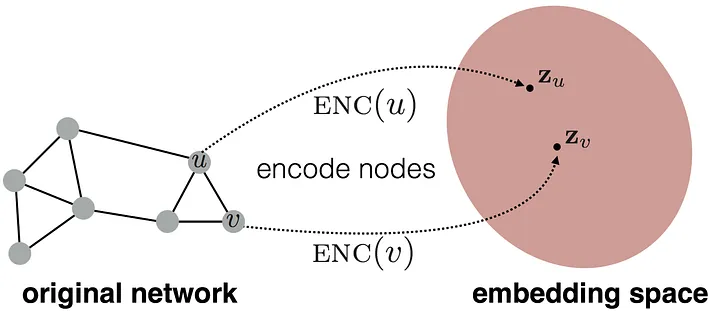 z_u
ENC(u)
u
z_v
encode nodes
v
ENC(v)
original network
embedding space